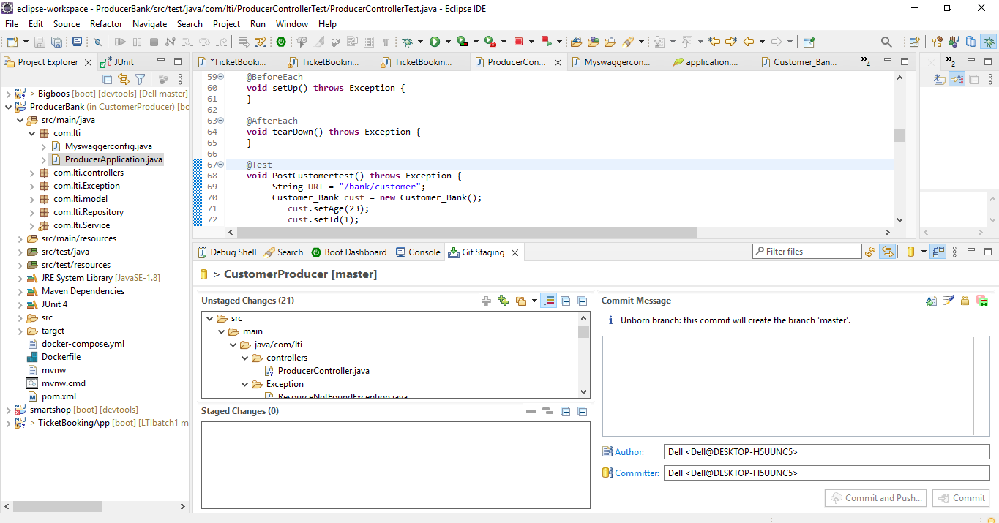 eclipse-workspace - ProducerBank/src/test/java/com/lti/ProducerControllerTest/ProducerControllerTest.java - Eclipse IDE
File Edit Source Refactor Navigate Search Project Run Window Help
Project Explorer
JUnit
*TicketBooki...
TicketBookin...
TicketBookin...
ProducerCon...
Myswaggercon...
application....
Customer_Ban...
»4
»2
> Bigboos [boot] [devtools] [Dell master]
ProducerBank (in CustomerProducer) [bo
src/main/java
com.lti
Myswaggerconfig.java
ProducerApplication.java
com.lti.controllers
com.lti.Exception
com.lti.model
com.lti.Repository
com.lti.Service
src/main/resources
src/test/java
src/test/resources
JRE System Library [JavaSE-1.8]
Maven Dependencies
JUnit 4
src
target
docker-compose.yml
Dockerfile
mvnw
mvnw.cmd
pom.xml
smartshop [boot] [devtools]
> TicketBookingApp [boot] [LTIbatch1 m
59 @BeforeEach
60 void setUp() throws Exception {
61 }
62
63 @AfterEach
64 void tearDown() throws Exception {
65 }
66
67 @Test
68 void PostCustomertest() throws Exception {
69 String URI = "/bank/customer";
70 Customer_Bank cust = new Customer_Bank();
71 cust.setAge(23);
72 cust.setId(1);
Debug Shell
Search
Boot Dashboard
Console
Git Staging
Filter files
> CustomerProducer [master]
Unstaged Changes (21)
src
main
java/com/lti
controllers
ProducerController.java
Exception
ResourceNotFoundException.java
Staged Changes (0)
Commit Message
Unborn branch: this commit will create the branch 'master'.
Author: Dell <Dell@DESKTOP-H5UUNC5>
Committer: Dell <Dell@DESKTOP-H5UUNC5>
Commit and Push...
Commit